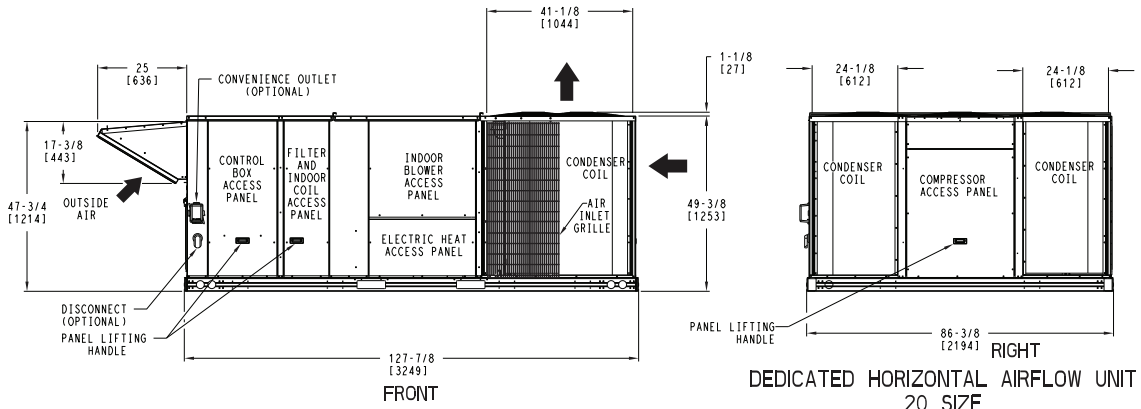 41-1/8
[1044]
1-1/8
[27]
25
[636]
CONVENIENCE OUTLET
(OPTIONAL)
24-1/8
[612]
24-1/8
[612]
17-3/8
[443]
CONTROL
BOX
ACCESS
PANEL
FILTER
AND
INDOOR
COIL
ACCESS
PANEL
INDOOR
BLOWER
ACCESS
PANEL
CONDENSER
COIL
CONDENSER
COIL
COMPRESSOR
ACCESS PANEL
CONDENSER
COIL
OUTSIDE
AIR
47-3/4
[1214]
AIR
INLET
GRILLE
49-3/8
[1253]
ELECTRIC HEAT
ACCESS PANEL
DISCONNECT
(OPTIONAL)
PANEL LIFTING
HANDLE
PANEL LIFTING
HANDLE
127-7/8
[3249]
FRONT
86-3/8
[2194]
RIGHT
DEDICATED HORIZONTAL AIRFLOW UNIT
20 SIZE